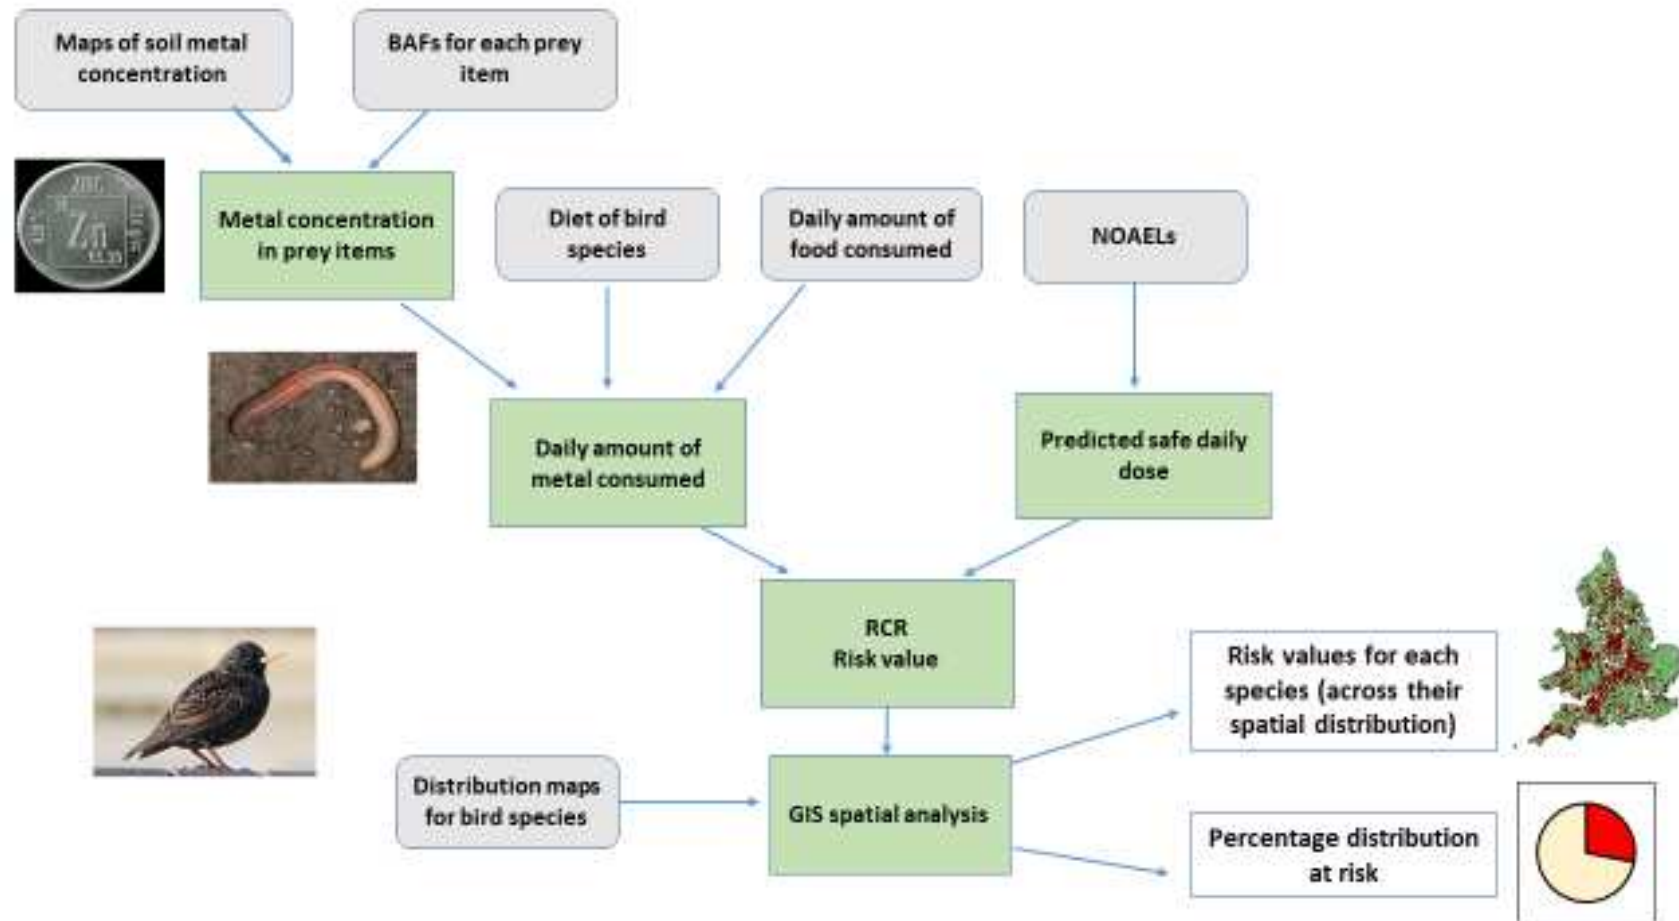 Maps of soil metal
concentration
BAFs for each prey
item
Zn
Metal concentration
in prey items
Diet of bird
species
Daily amount of
food consumed
NOAELs
Daily amount of
metal consumed
Predicted safe daily
dose
RCR
Risk value
Risk values for each
species (across their
spatial distribution)
Distribution maps
for bird species
GIS spatial analysis
Percentage distribution
at risk